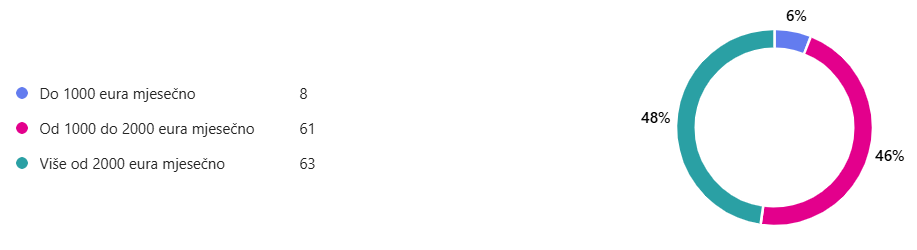 6%
Do 1000 eura mjesečno 8
Od 1000 do 2000 eura mjesečno 61
Više od 2000 eura mjesečno 63
48%
46%